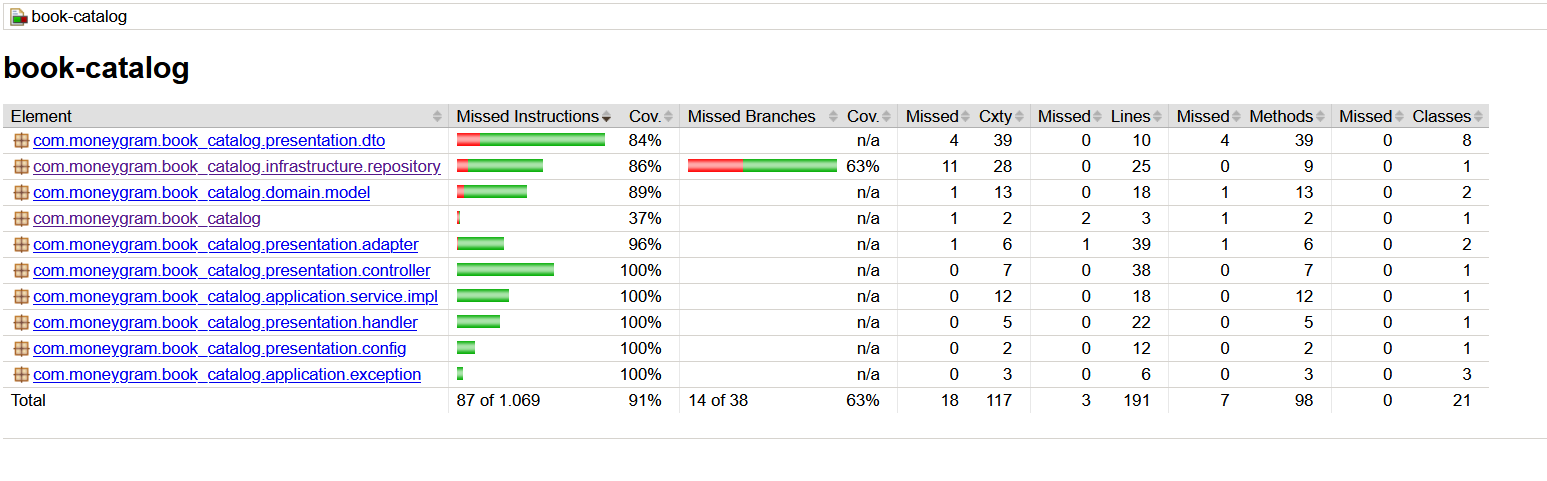 book-catalog
book-catalog
Element Missed Instructions Cov. Missed Branches Cov. Missed Cxty Missed Lines Missed Methods Missed Classes
com.moneygram.book_catalog.presentation.dto 84% n/a 4 39 0 10 4 39 0 8
com.moneygram.book_catalog.infrastructure.repository 86% 63% 11 28 0 25 0 9 0 1
com.moneygram.book_catalog.domain.model 89% n/a 1 13 0 18 1 13 0 2
com.moneygram.book_catalog 37% n/a 1 2 2 3 1 2 0 1
com.moneygram.book_catalog.presentation.adapter 96% n/a 1 6 1 39 1 6 0 2
com.moneygram.book_catalog.presentation.controller 100% n/a 0 7 0 38 0 7 0 1
com.moneygram.book_catalog.application.service.impl 100% n/a 0 12 0 18 0 12 0 1
com.moneygram.book_catalog.presentation.handler 100% n/a 0 5 0 22 0 5 0 1
com.moneygram.book_catalog.presentation.config 100% n/a 0 2 0 12 0 2 0 1
com.moneygram.book_catalog.application.exception 100% n/a 0 3 0 6 0 3 0 3
Total 87 of 1.069 91% 14 of 38 63% 18 117 3 191 7 98 0 21